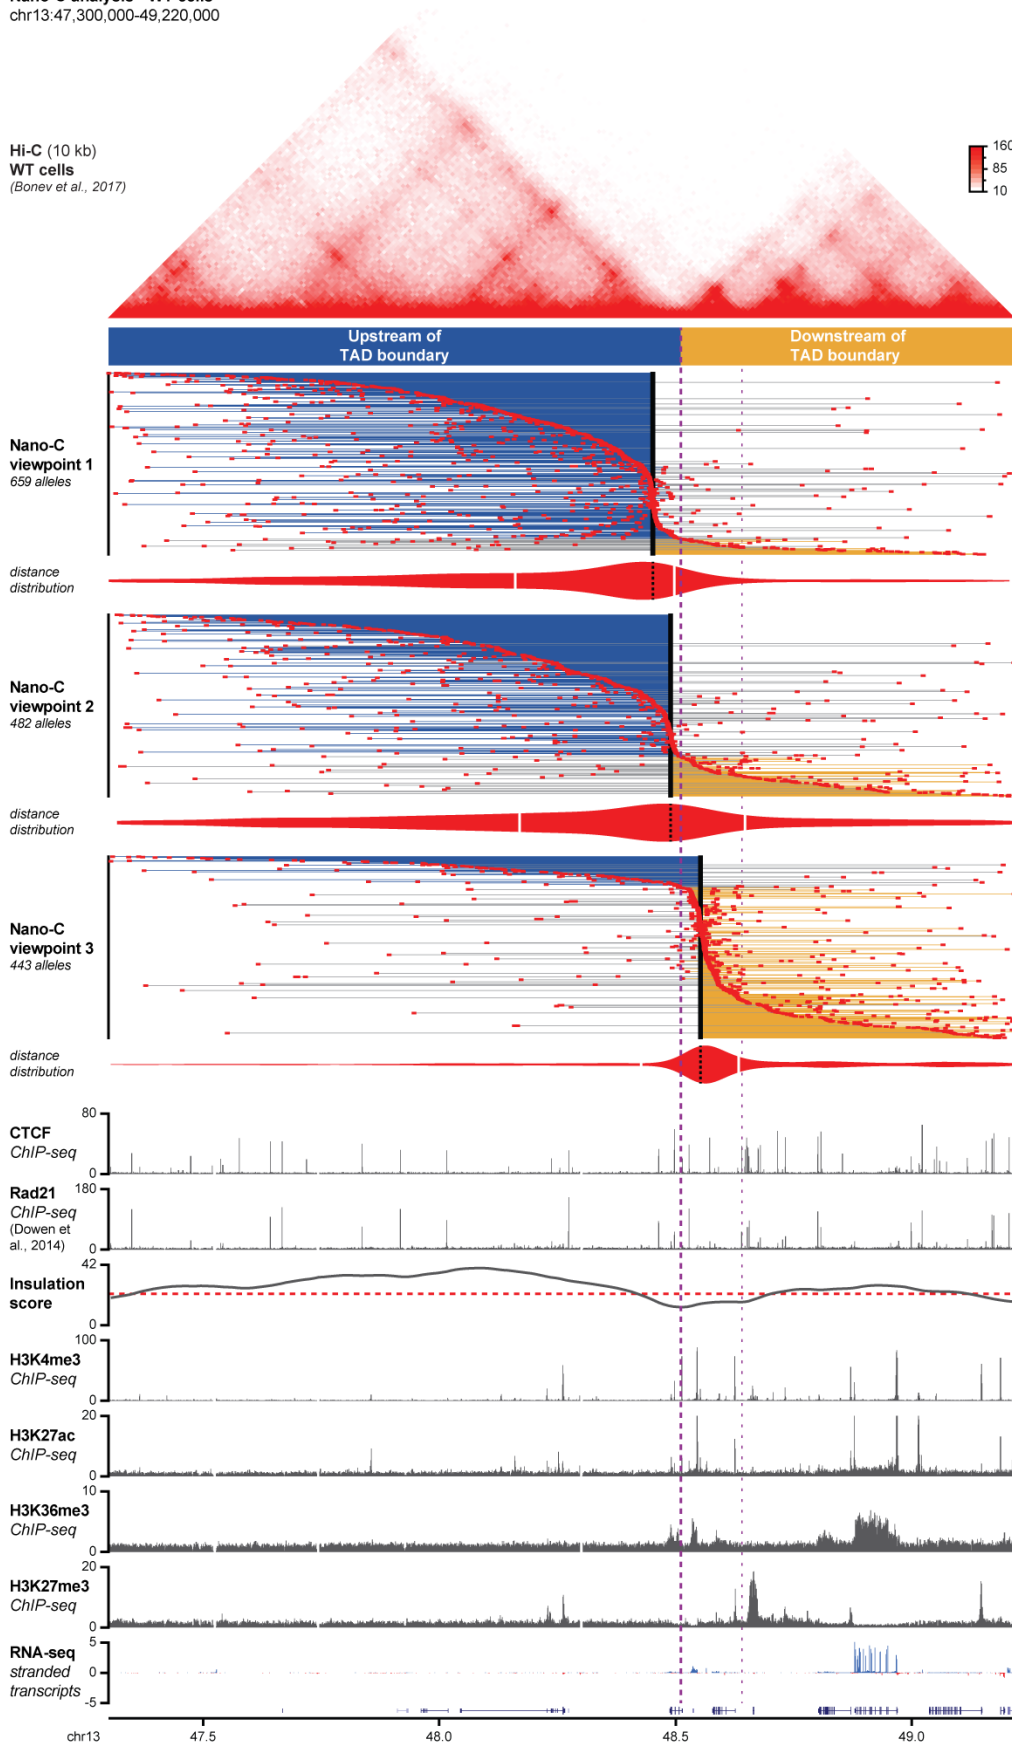 chr13:47,300,000-49,220,000
Hi-C (10 kb)
WT cells
(Bonev et al., 2017)
160
85
10
Upstream of
TAD boundary
Downstream of
TAD boundary
Nano-C
viewpoint 1
659 alleles
distance
distribution
Nano-C
viewpoint 2
482 alleles
distance
distribution
Nano-C
viewpoint 3
443 alleles
distance
distribution
CTCF
ChIP-seq
80
0
Rad21
ChIP-seq
(Dowen et
al., 2014)
180
0
Insulation
score
42
0
H3K4me3
ChIP-seq
100
0
H3K27ac
ChIP-seq
20
0
H3K36me3
ChIP-seq
10
0
H3K27me3
ChIP-seq
20
0
RNA-seq
stranded
transcripts
5
0
-5
chr13
47.5
48.0
48.5
49.0